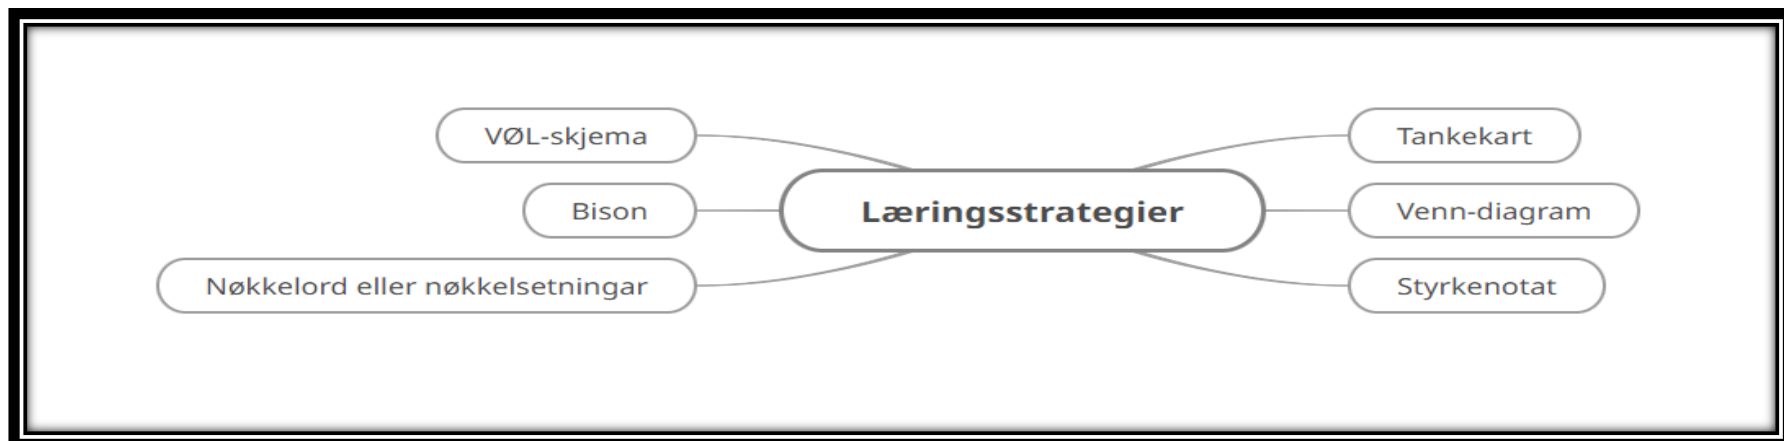 VØL-skjema
Bison
Nøkkelord eller nøkkelsetningar
Læringsstrategier
Tankekart
Venn-diagram
Styrkenotat